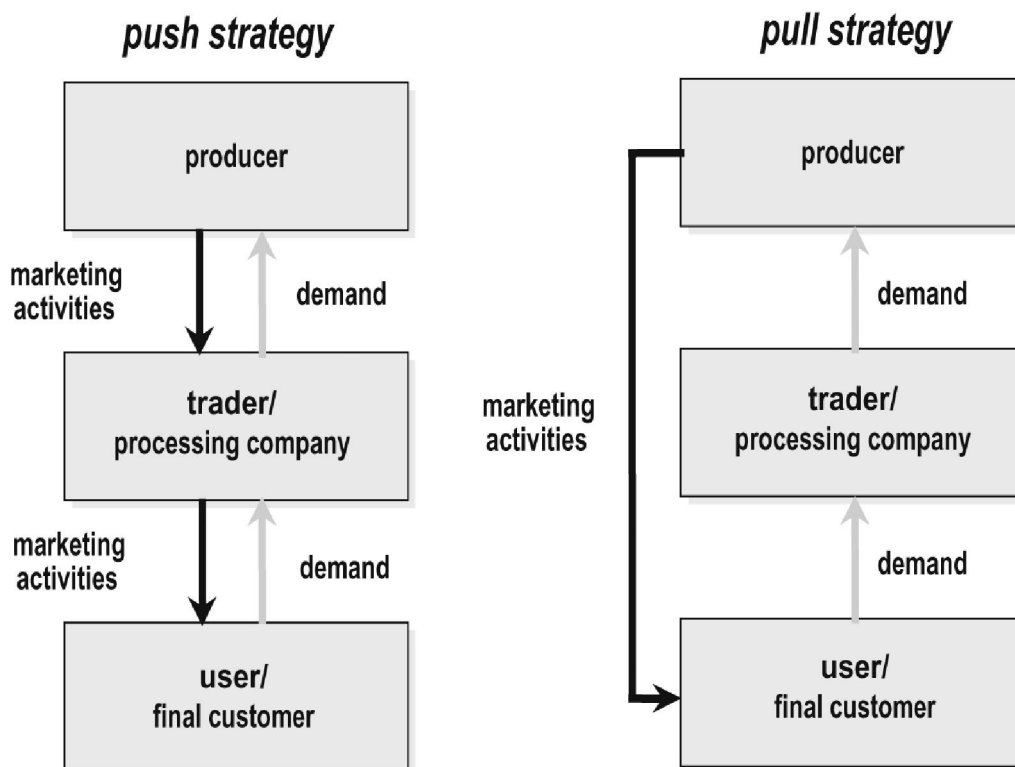 push strategy
producer
marketing
activities
demand
trader/
processing company
marketing
activities
demand
user/
final customer
pull strategy
producer
demand
marketing
activities
trader/
processing company
demand
user/
final customer